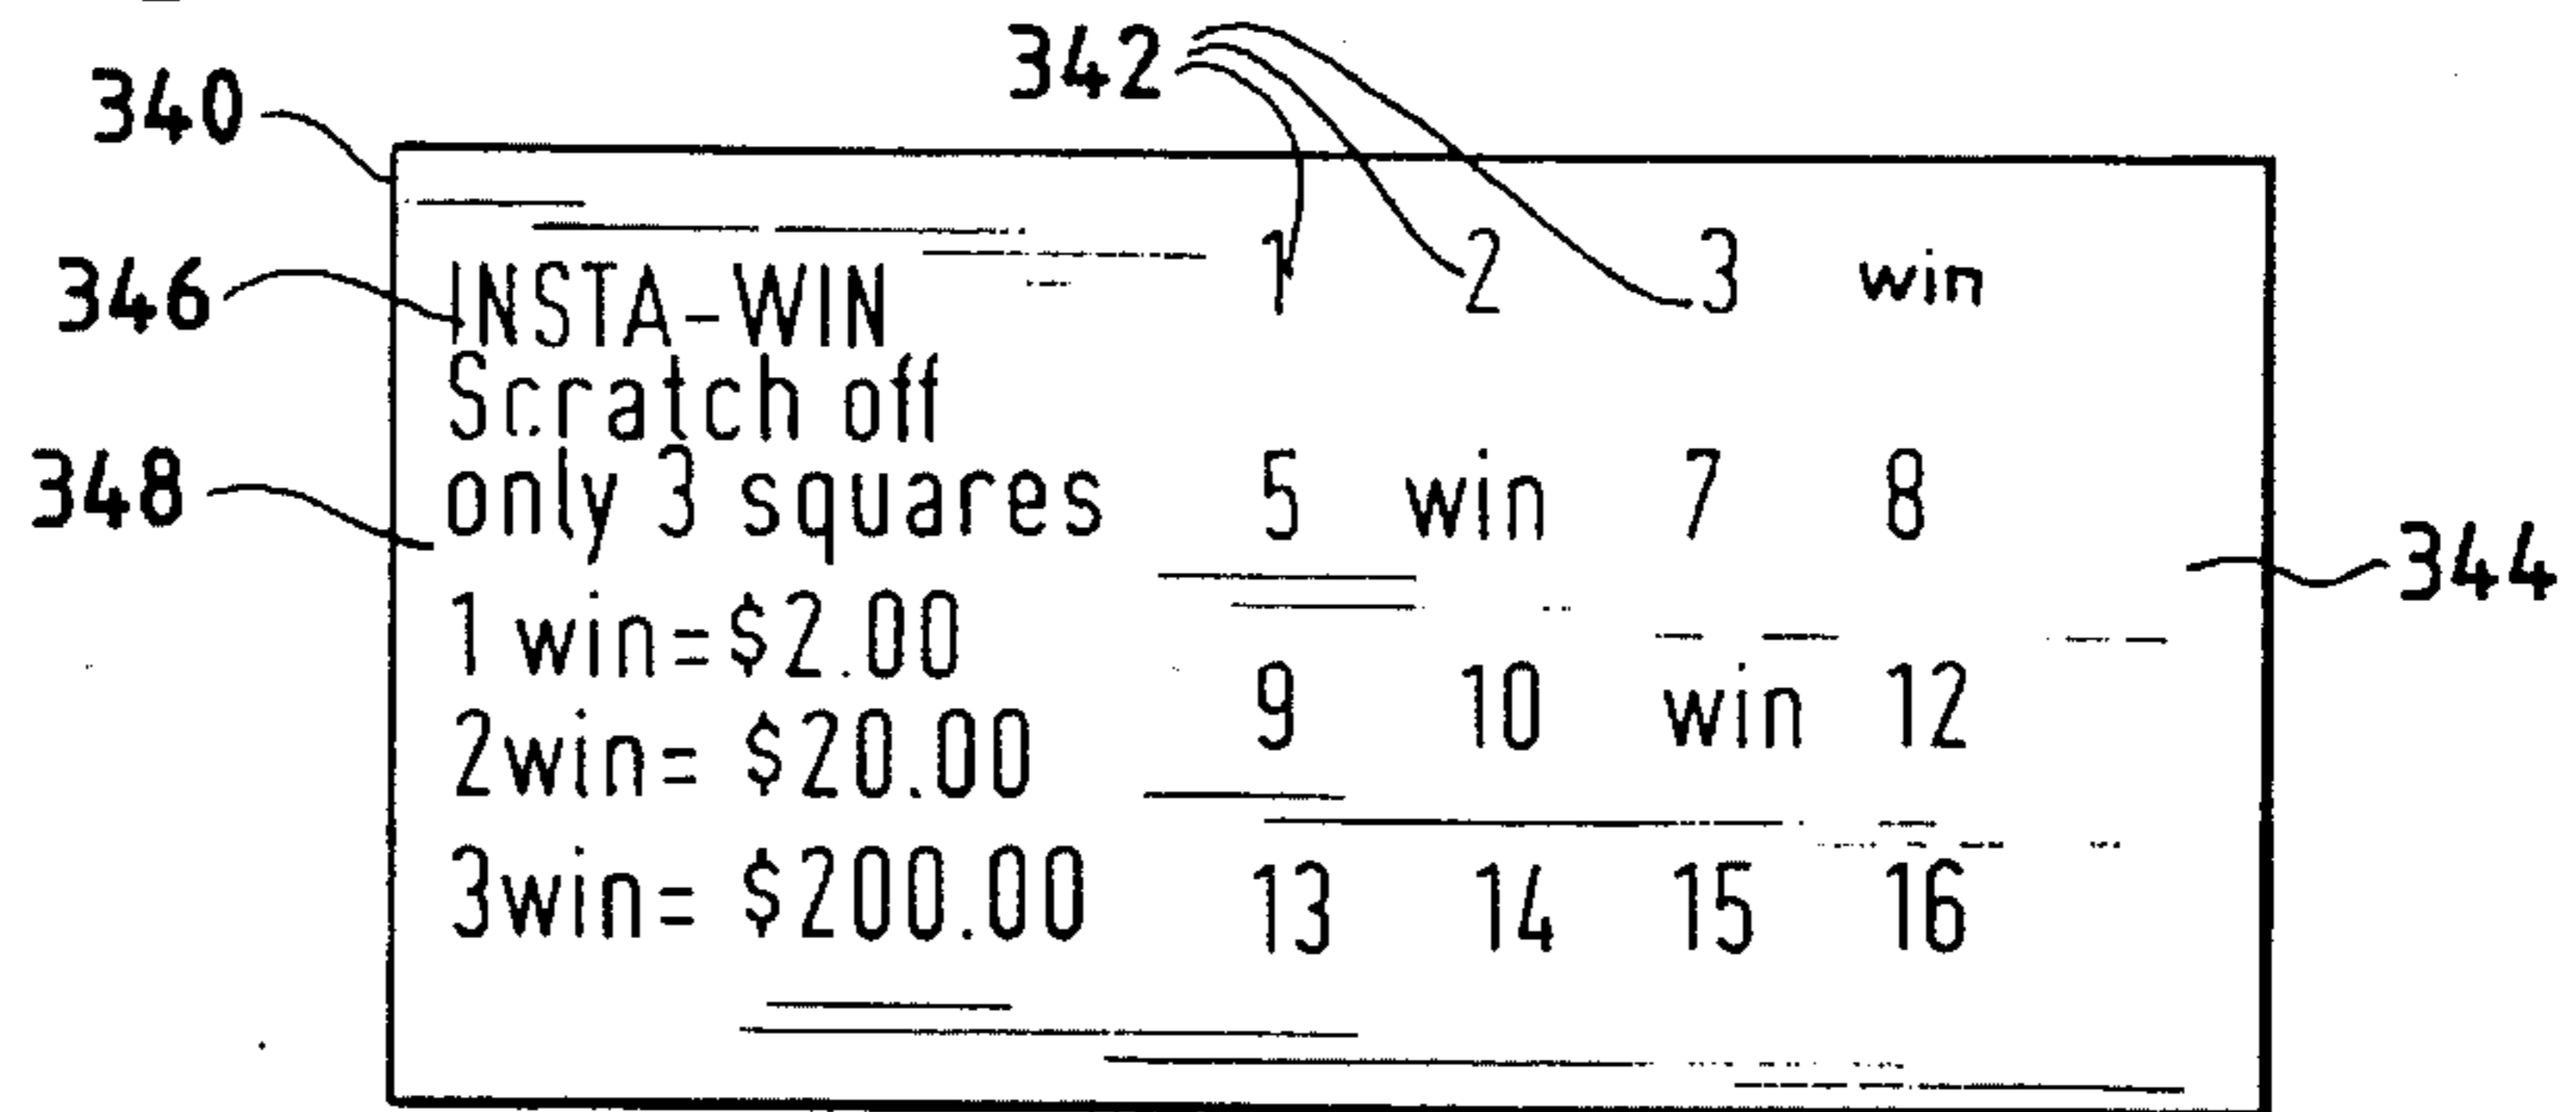 342
340
346
348
344
INSTA-WIN
Scratch off
only 3 squares
1 win=$2.00
2win= $20.00
3win= $200.00
1 2 3 win
5 win 7 8
9 10 win 12
13 14 15 16